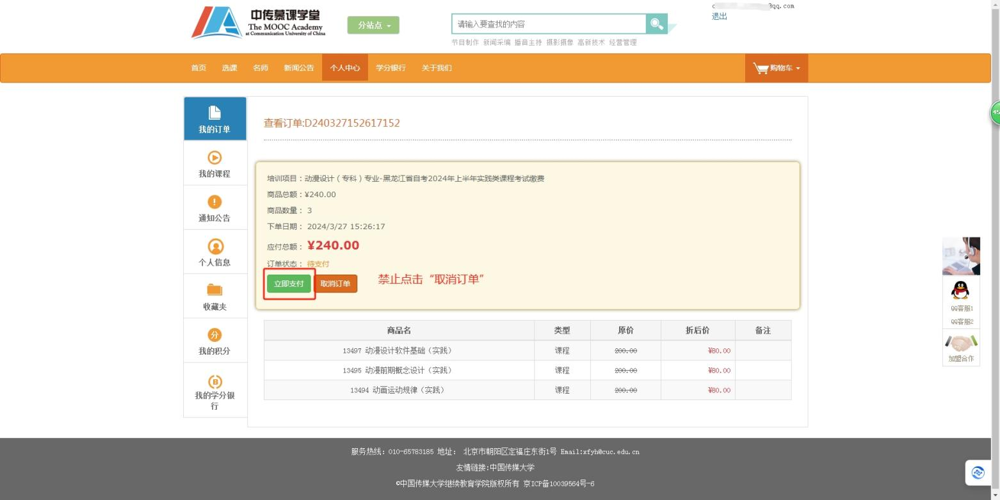 中传慕课学堂
The MOOC Academy
at Communication University of China
分站点
请输入要查找的内容
节目制作 新闻采编 播音主持 摄影摄像 高新技术 经营管理
@qq.com
退出
首页 选课 名师 新闻公告 个人中心 学分银行 关于我们 购物车
我的订单
我的课程
通知公告
个人信息
收藏夹
分
我的积分
我的学分银
行
查看订单:D240327152617152
培训项目：动漫设计（专科）专业-黑龙江省自考2024年上半年实践类课程考试缴费
商品总额：¥240.00
商品数量： 3
下单日期： 2024/3/27 15:26:17
应付总额： ¥240.00
订单状态： 待支付
立即支付 取消订单 禁止点击“取消订单”
商品名 类型 原价 折后价 备注
13497 动漫设计软件基础（实践） 课程 200.00 ¥80.00
13495 动漫前期概念设计（实践） 课程 200.00 ¥80.00
13494 动画运动规律（实践） 课程 200.00 ¥80.00
45
QQ客服1
QQ客服2
加盟合作
服务热线：010-65783185 地址： 北京市朝阳区定福庄东街1号 Email:xfyh@cuc.edu.cn
友情链接:中国传媒大学
©中国传媒大学继续教育学院版权所有 京ICP备10039564号-6